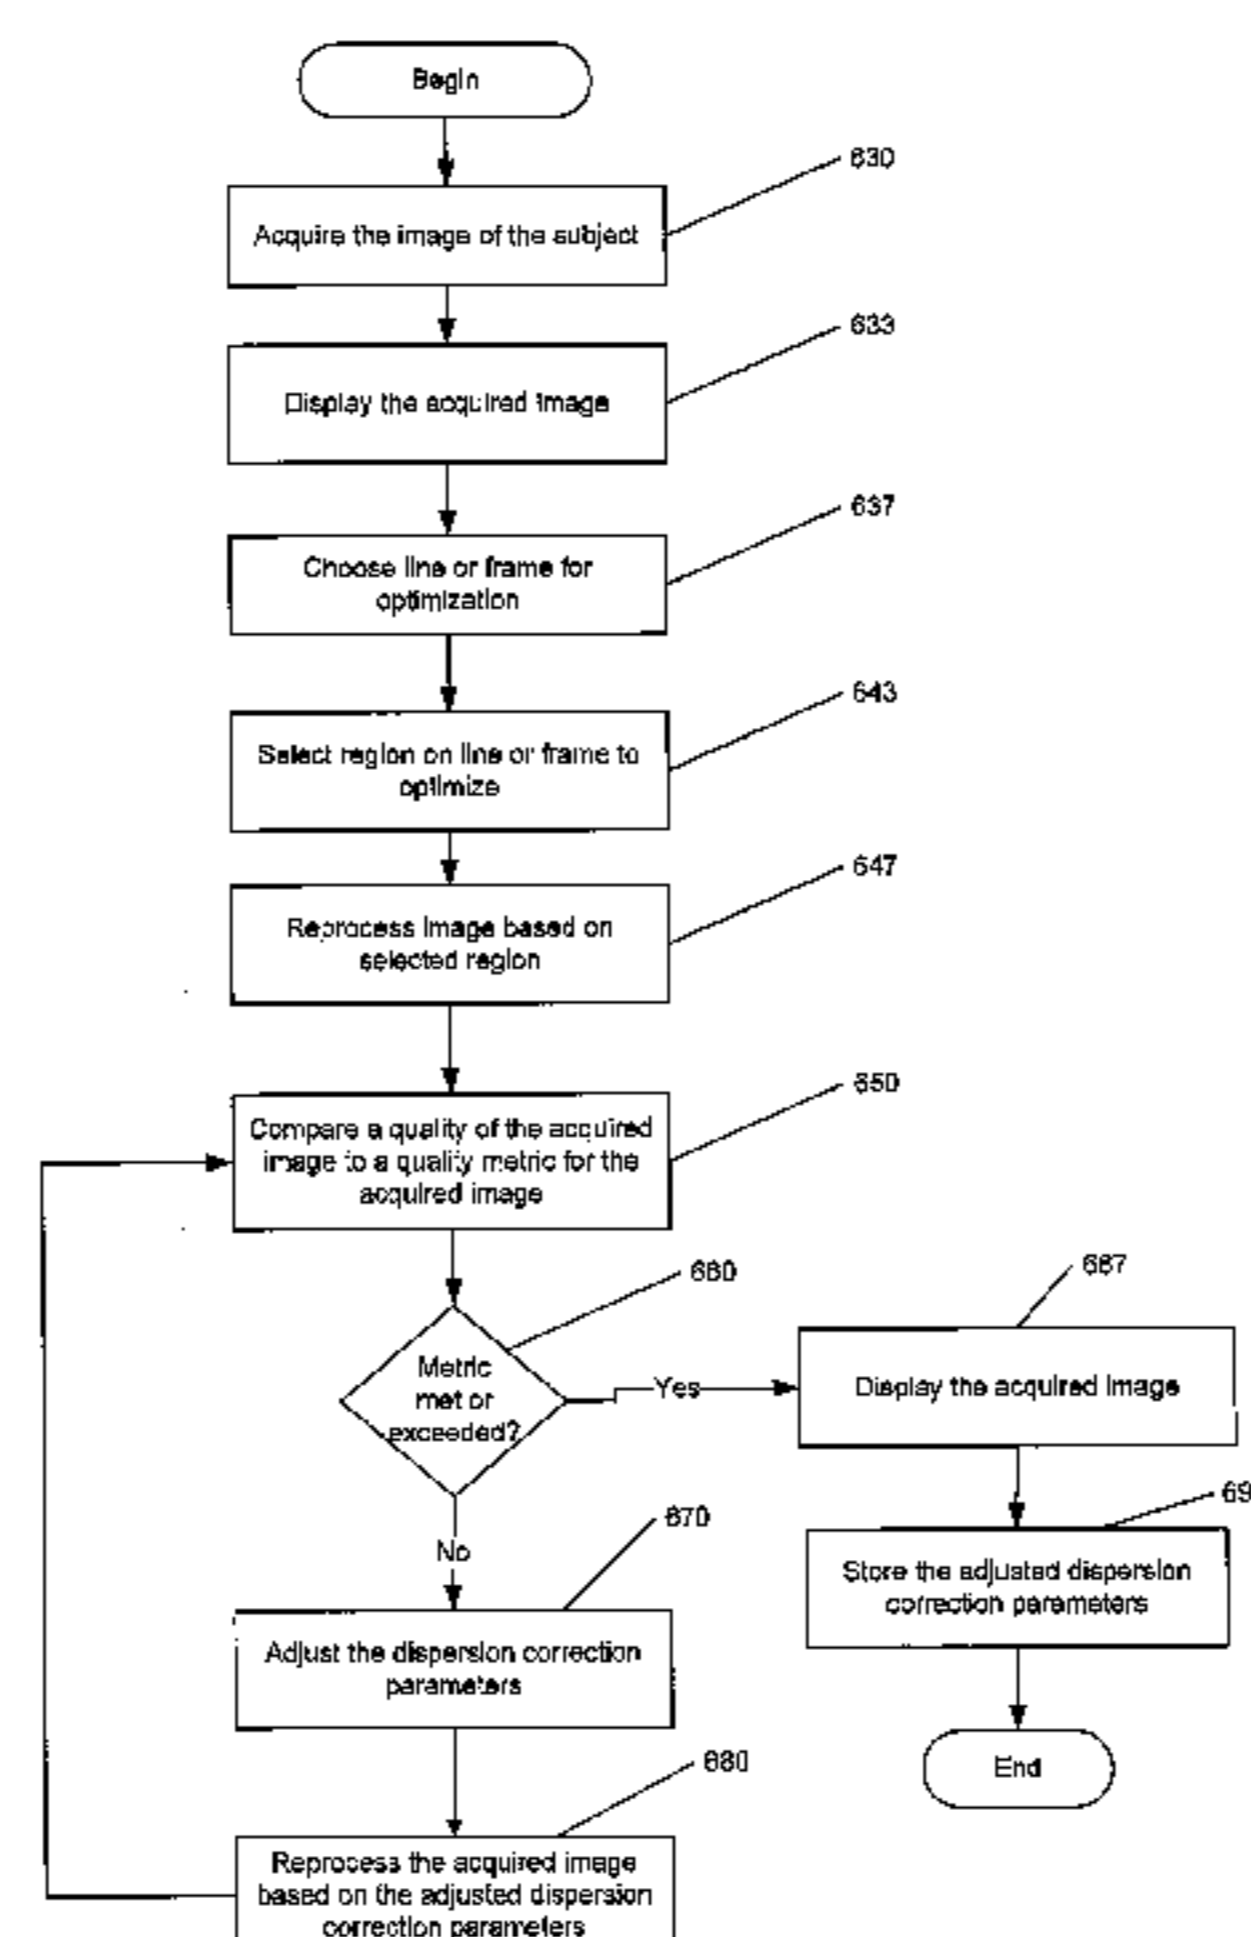 Begin
630
Acquire the image of the subject
633
Display the acquired image
637
Choose line or frame for
optimization
643
Select region on line or frame to
optimize
647
Reprocess image based on
selected region
650
Compare a quality of the acquired
image to a quality metric for the
acquired image
660
667
Metric
met or
exceeded?
Yes
Display the acquired image
69
670
No
Store the adjusted dispersion
correction parameters
Adjust the dispersion correction
parameters
680
End
Reprocess the acquired image
based on the adjusted dispersion
correction parameters